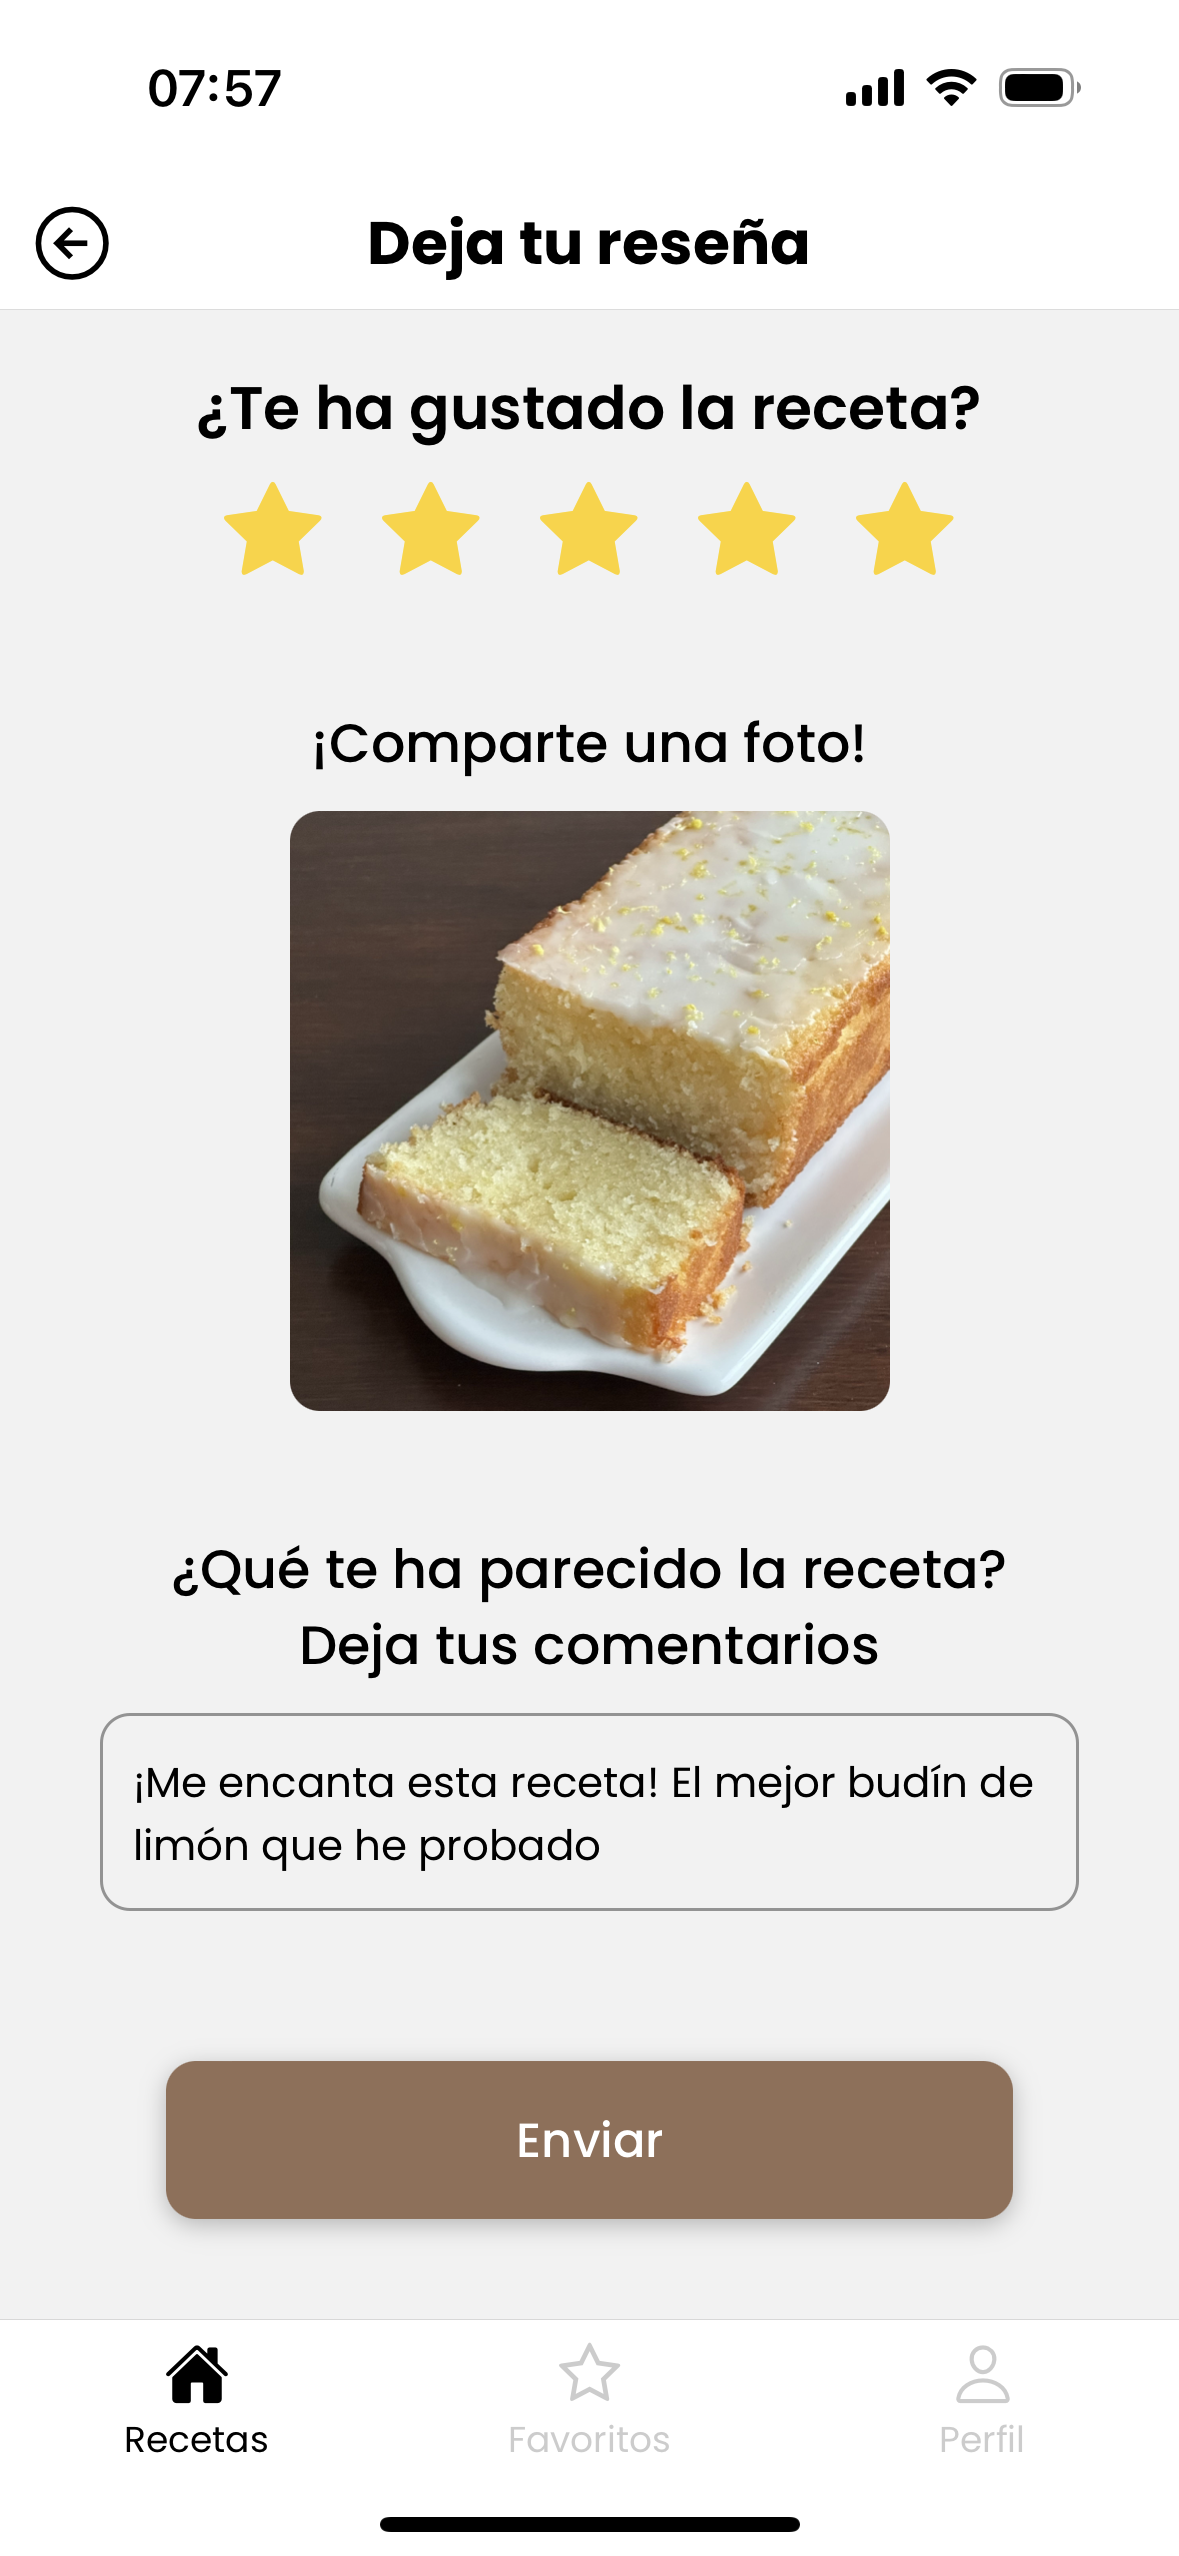 07:57
Deja tu reseña
¿Te ha gustado la receta?
¡Comparte una foto!
¿Qué te ha parecido la receta?
Deja tus comentarios
¡Me encanta esta receta! El mejor budín de
limón que he probado
Enviar
Recetas
Favoritos
Perfil